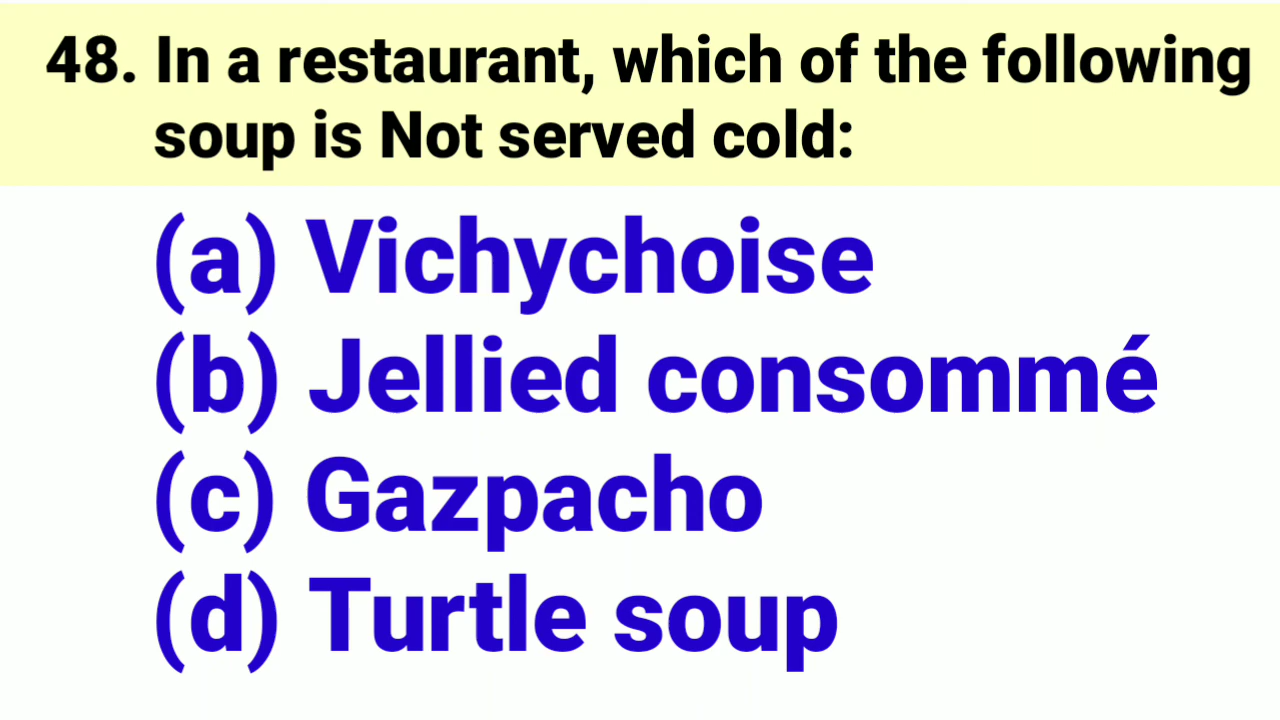 48. In a restaurant, which of the following
soup is Not served cold:
(a) Vichychoise
(b) Jellied consommé
(c) Gazpacho
(d) Turtle soup